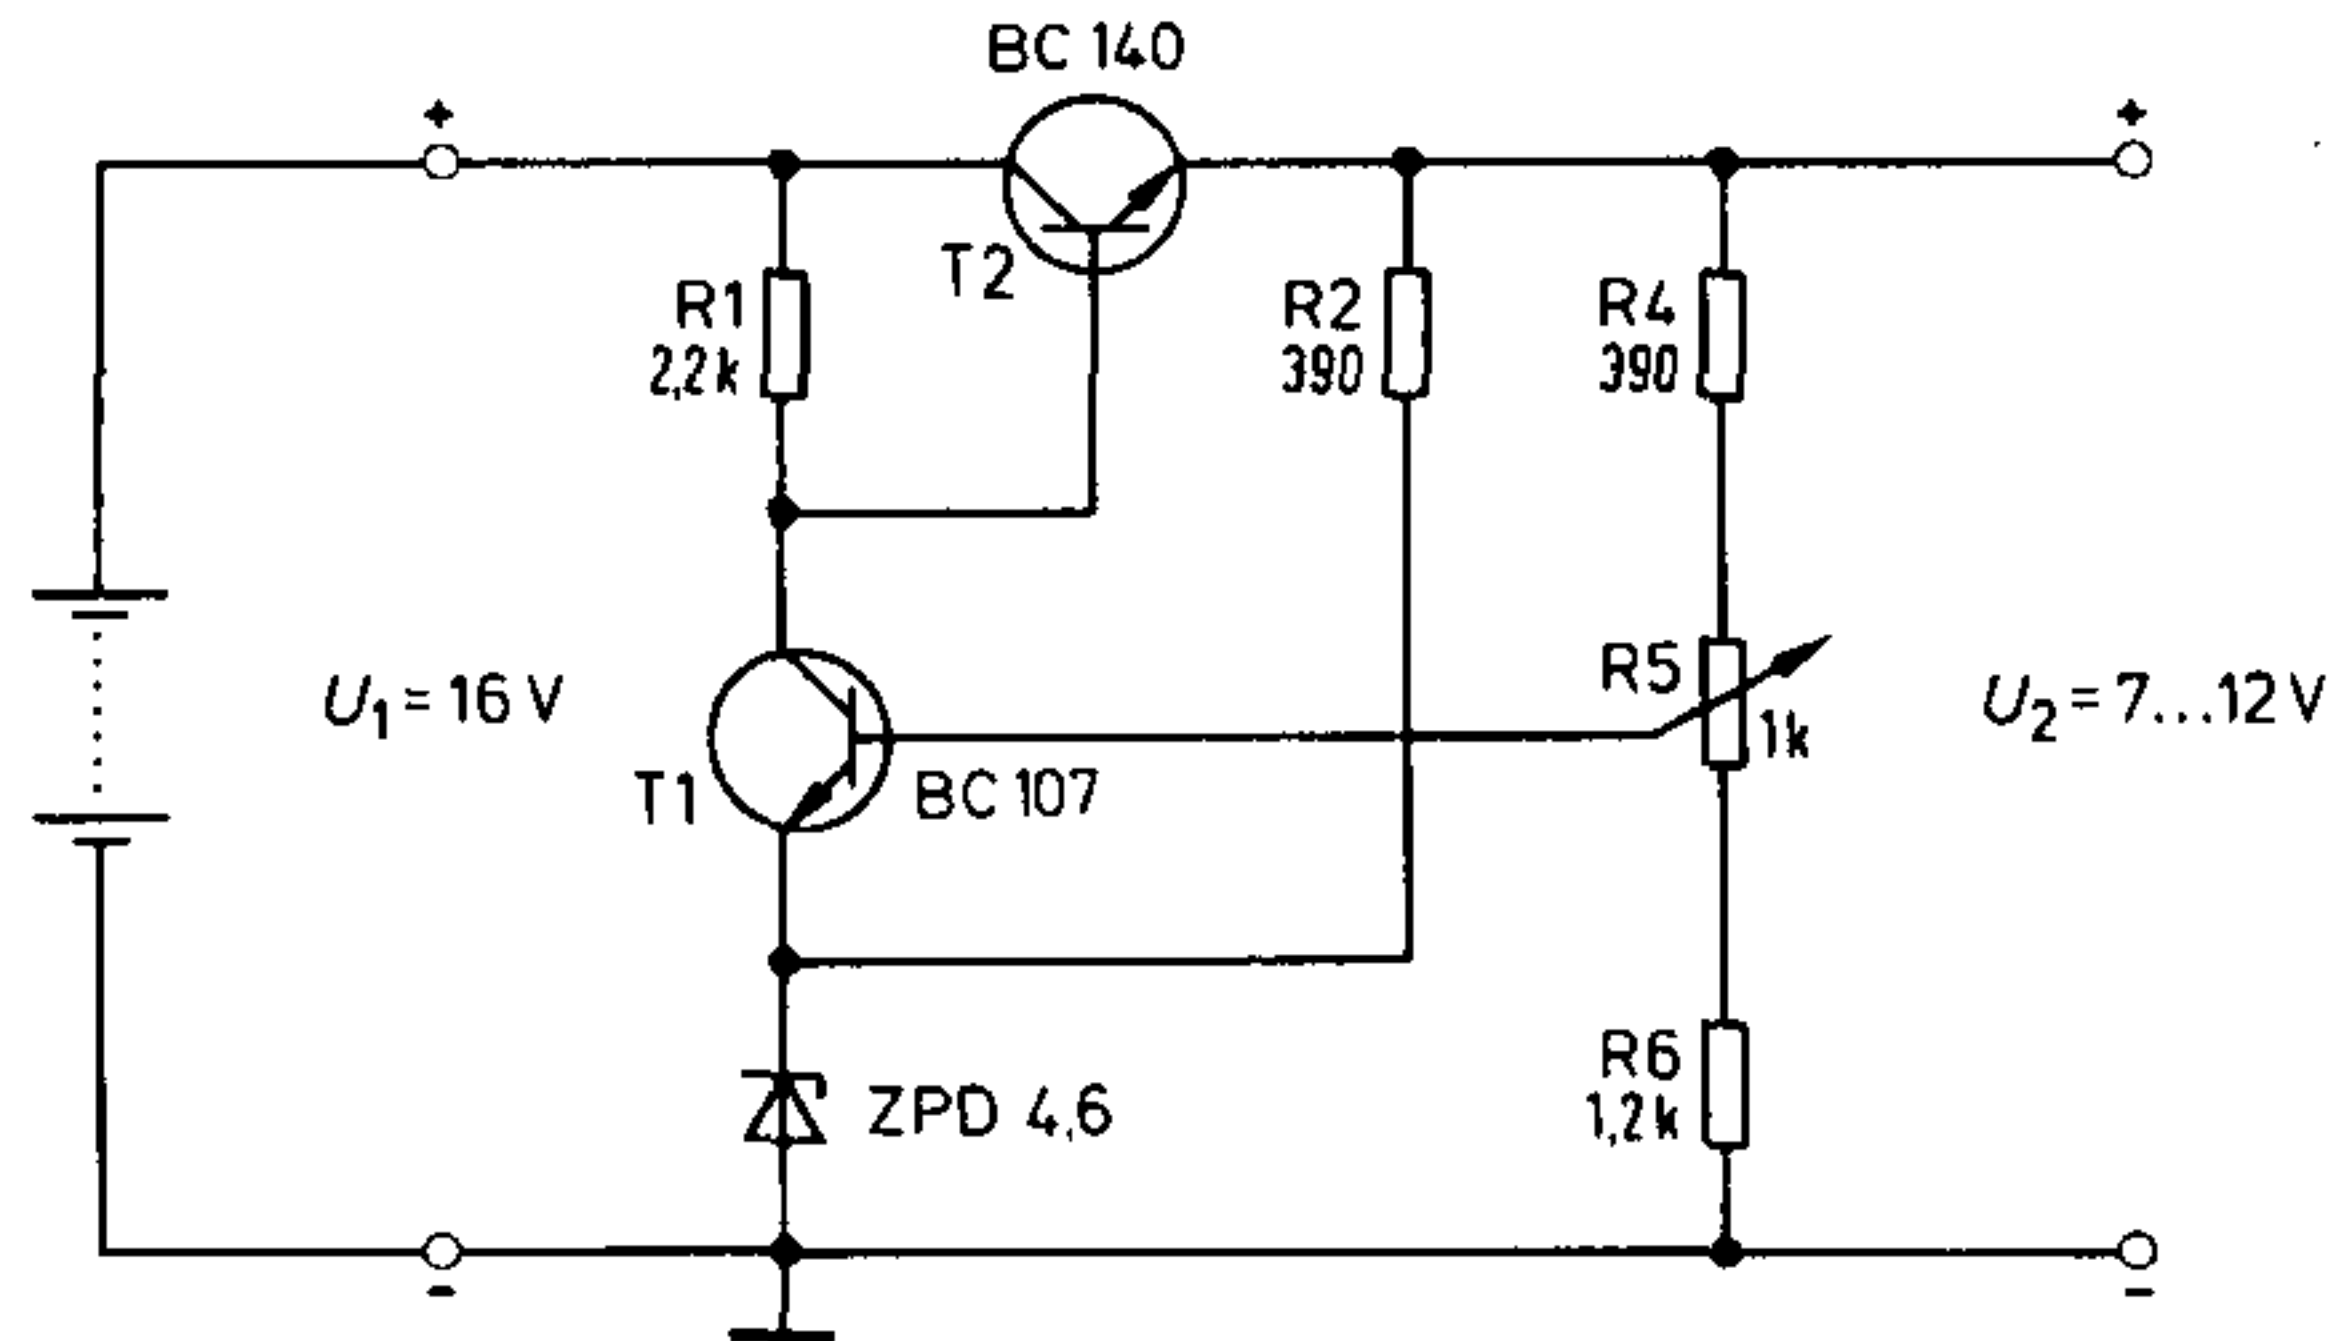 BC 140
+
+
T2
R1
2,2 k
R2
390
R4
390
U1 = 16 V
R5
1k
U2 = 7...12 V
T1
BC 107
ZPD 4,6
R6
1,2 k
-
-